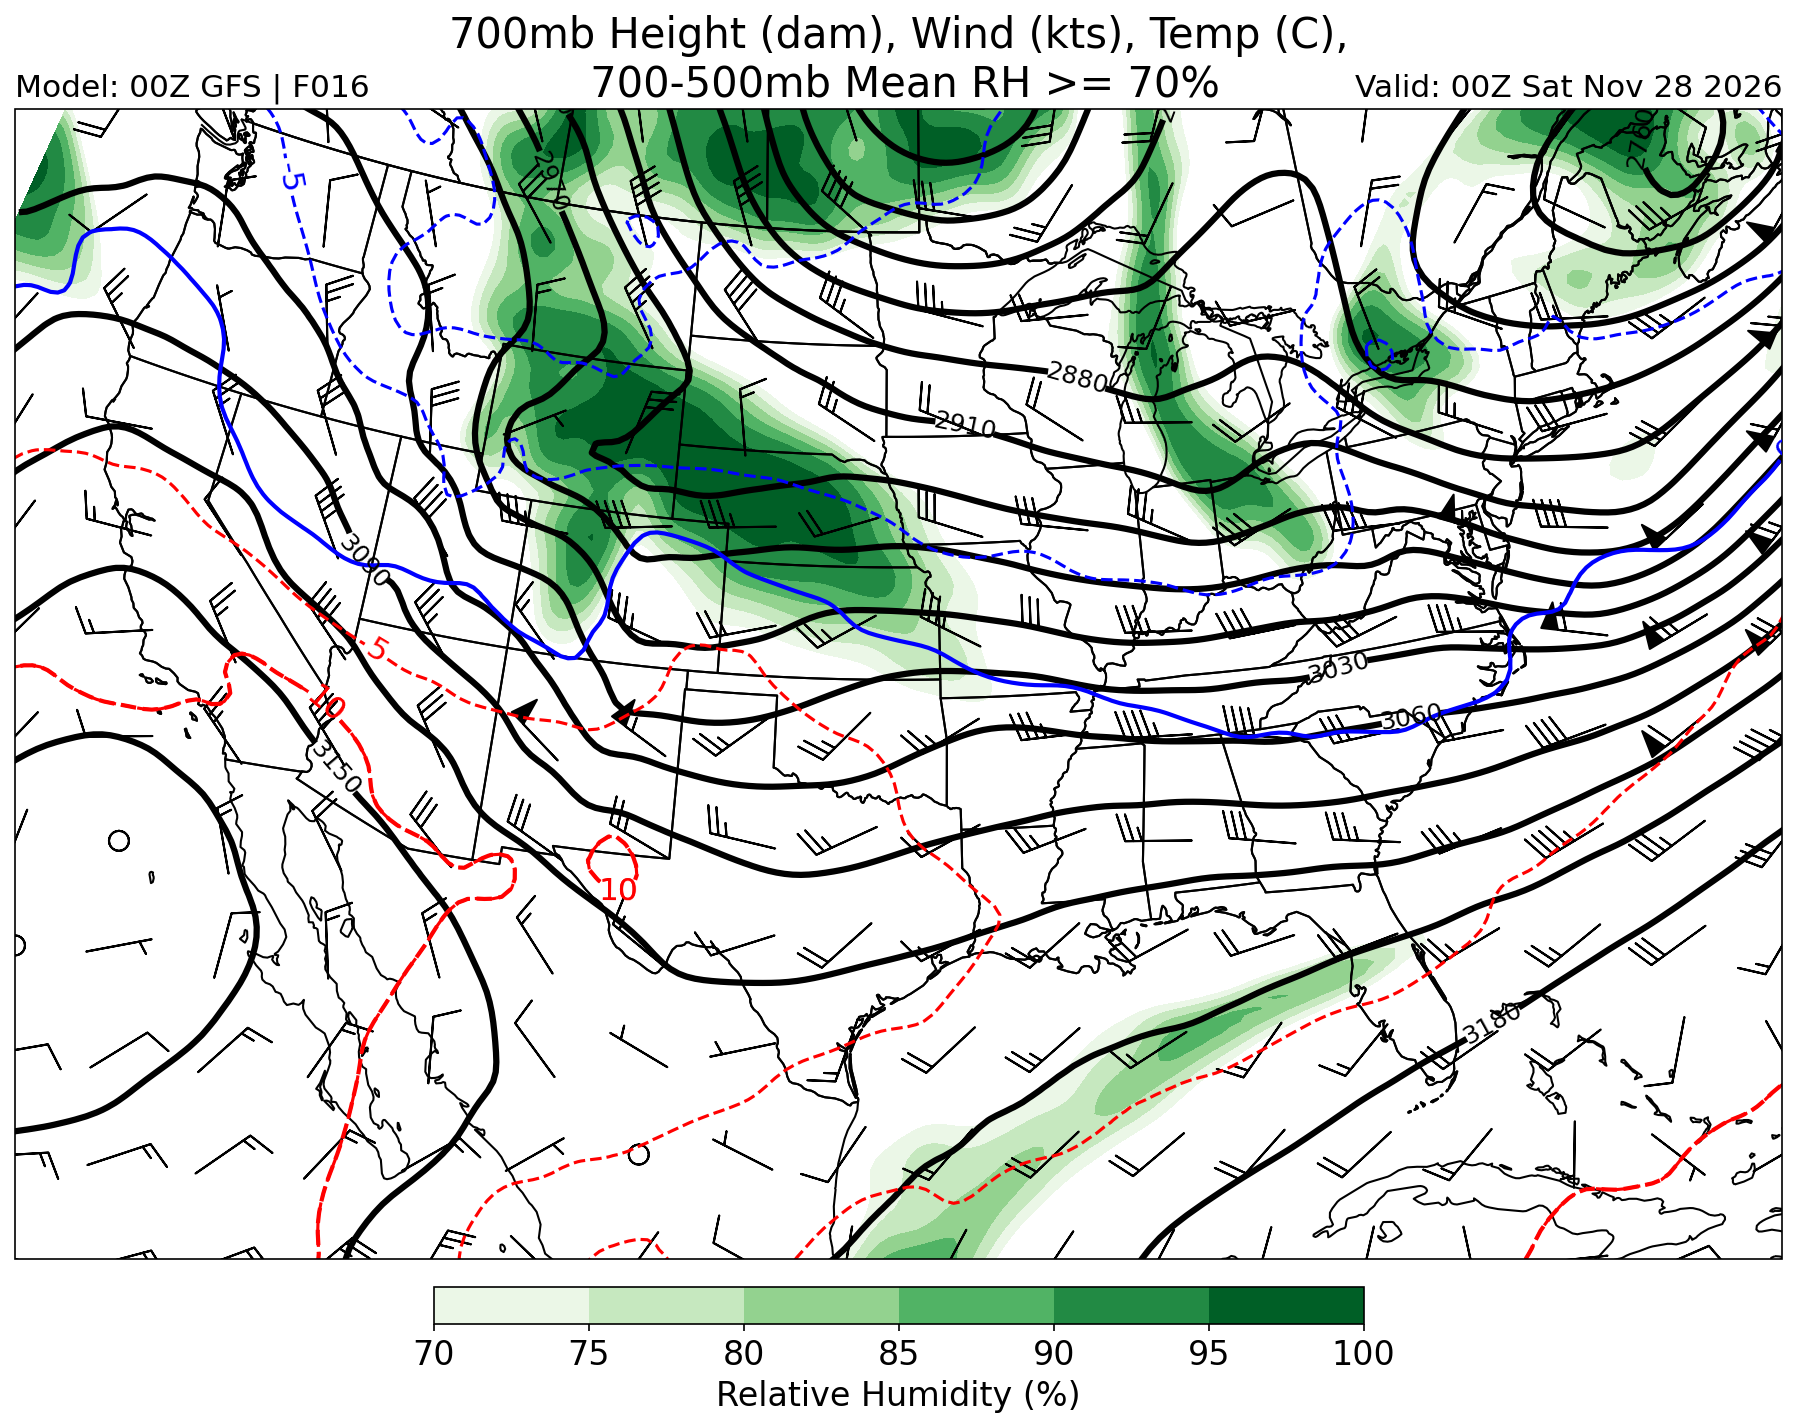 700mb Height (dam), Wind (kts), Temp (C),
Model: 00Z GFS | F016
700-500mb Mean RH >= 70%
Valid: 00Z Sat Nov 28 2026
2760
-5
2970
2880
2910
3090
5
3030
10
3060
3150
10
3180
70 75 80 85 90 95 100
Relative Humidity (%)